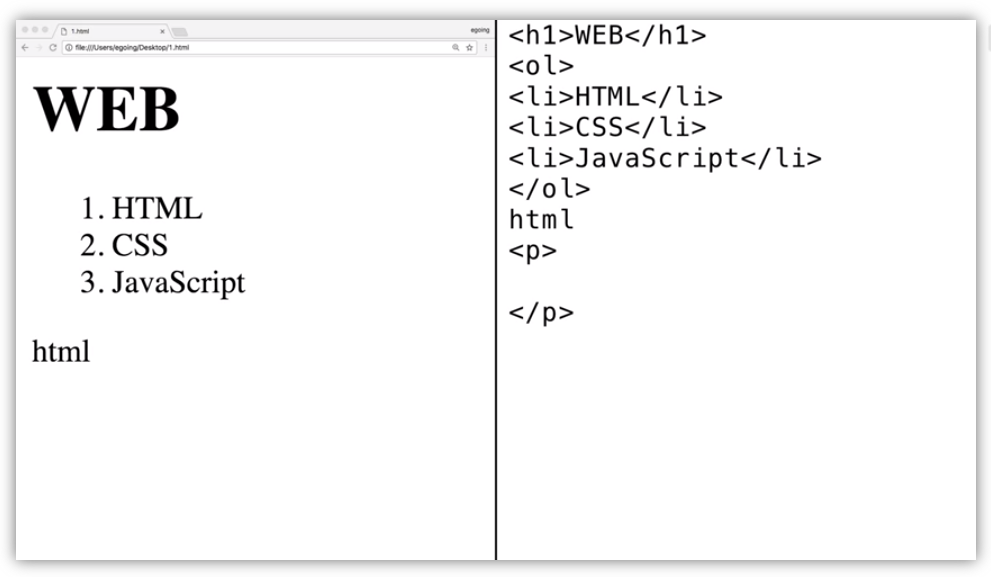 1.html
egoing
file:///Users/egoing/Desktop/1.html
WEB
1. HTML
2. CSS
3. JavaScript
html
<h1>WEB</h1>
<ol>
<li>HTML</li>
<li>CSS</li>
<li>JavaScript</li>
</ol>
html
<p>
</p>